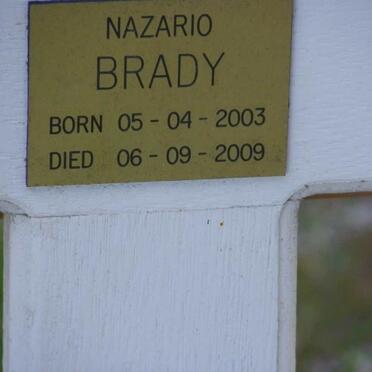 NAZARIO
BRADY
BORN 05 - 04 - 2003
DIED 06 - 09 - 2009